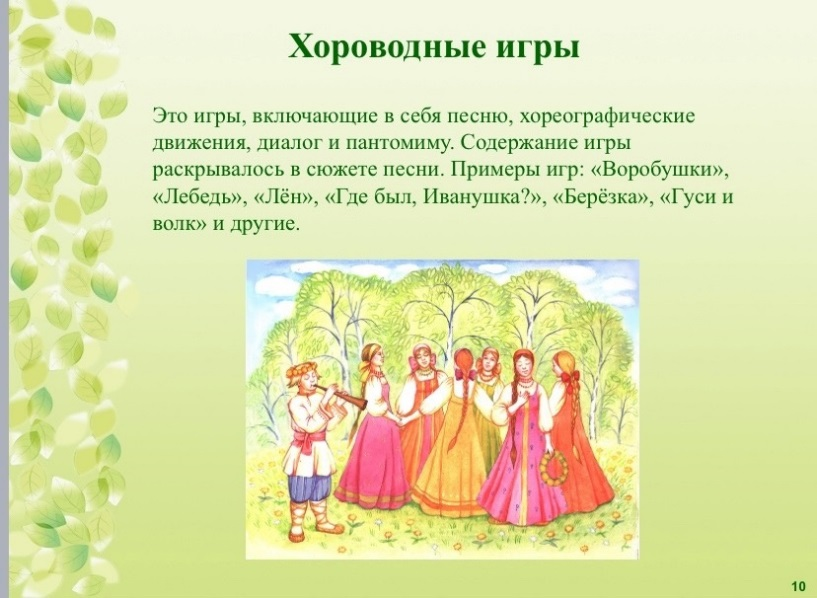 Хороводные игры
Это игры, включающие в себя песню, хореографические
движения, диалог и пантомиму. Содержание игры
раскрывалось в сюжете песни. Примеры игр: «Воробушки»,
«Лебедь», «Лён», «Где был, Иванушка?», «Берёзка», «Гуси и
волк» и другие.
10